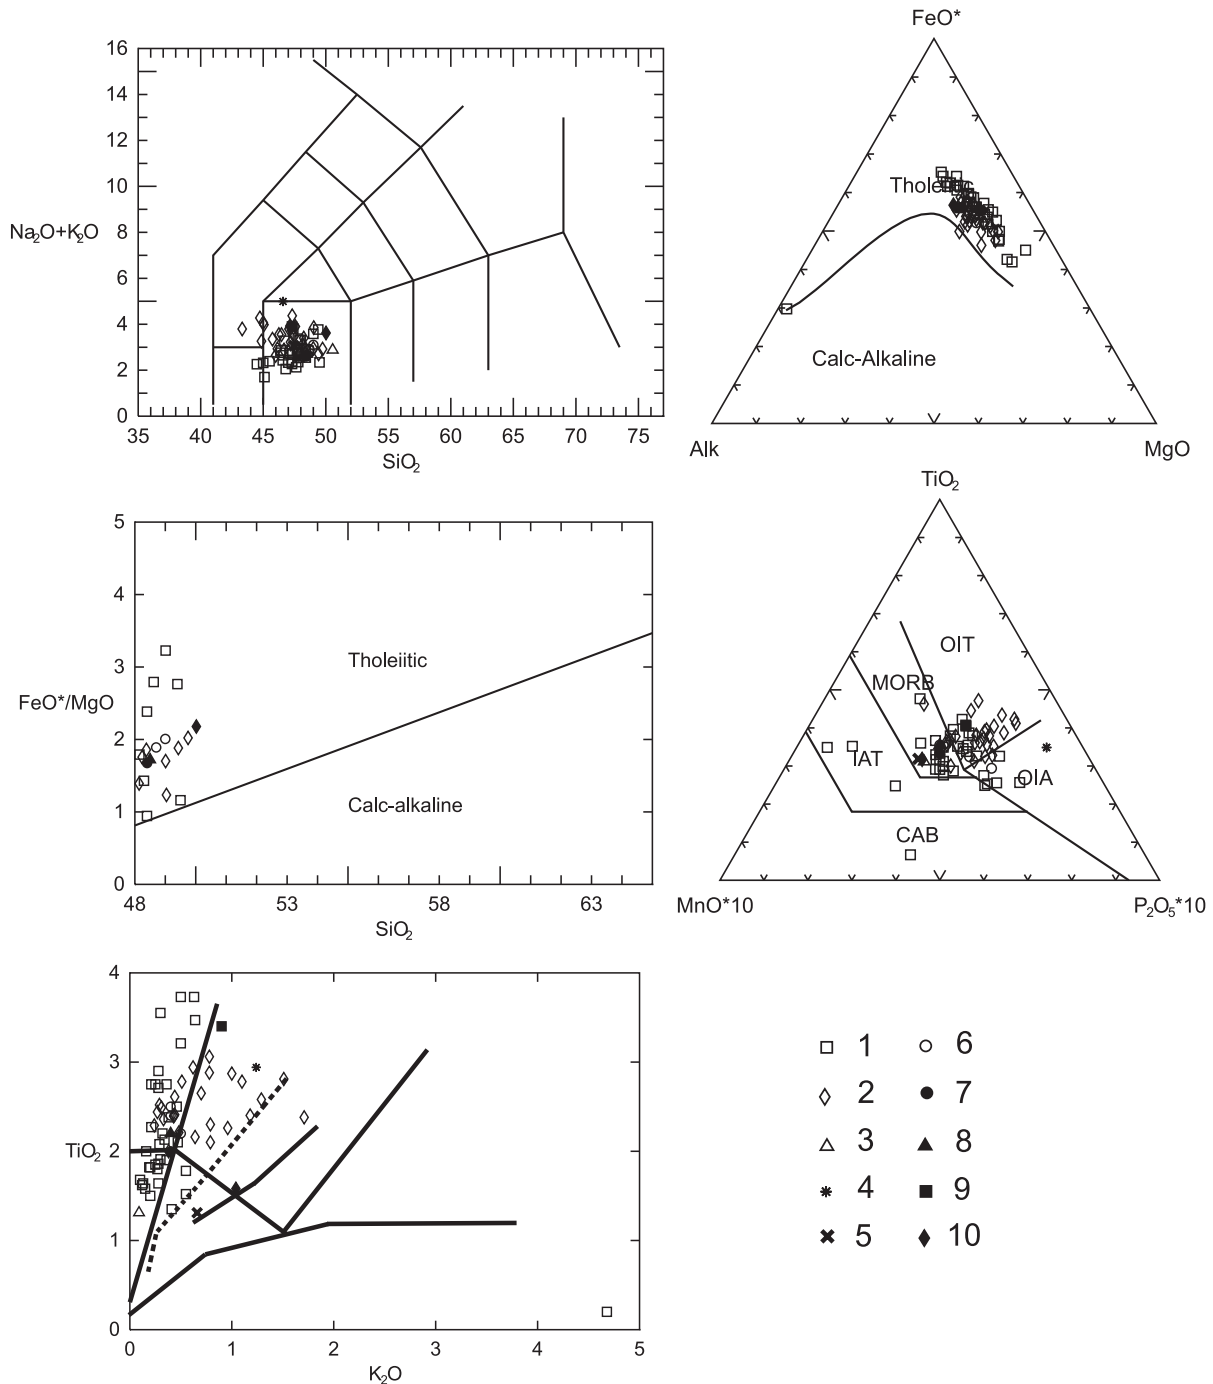 16
14
12
10
8
6
4
2
0
Na₂O+K₂O
35
40
45
50
55
60
65
70
75
SiO₂
FeO*
Tholeiitic
Calc-Alkaline
Alk
MgO
5
4
3
2
1
0
FeO*/MgO
Tholeiitic
Calc-alkaline
48
53
58
63
SiO₂
TiO₂
OIT
MORB
IAT
OIA
CAB
MnO*10
P₂O₅*10
4
3
2
1
0
TiO₂
0
1
2
3
4
5
K₂O
1
2
3
4
5
6
7
8
9
10